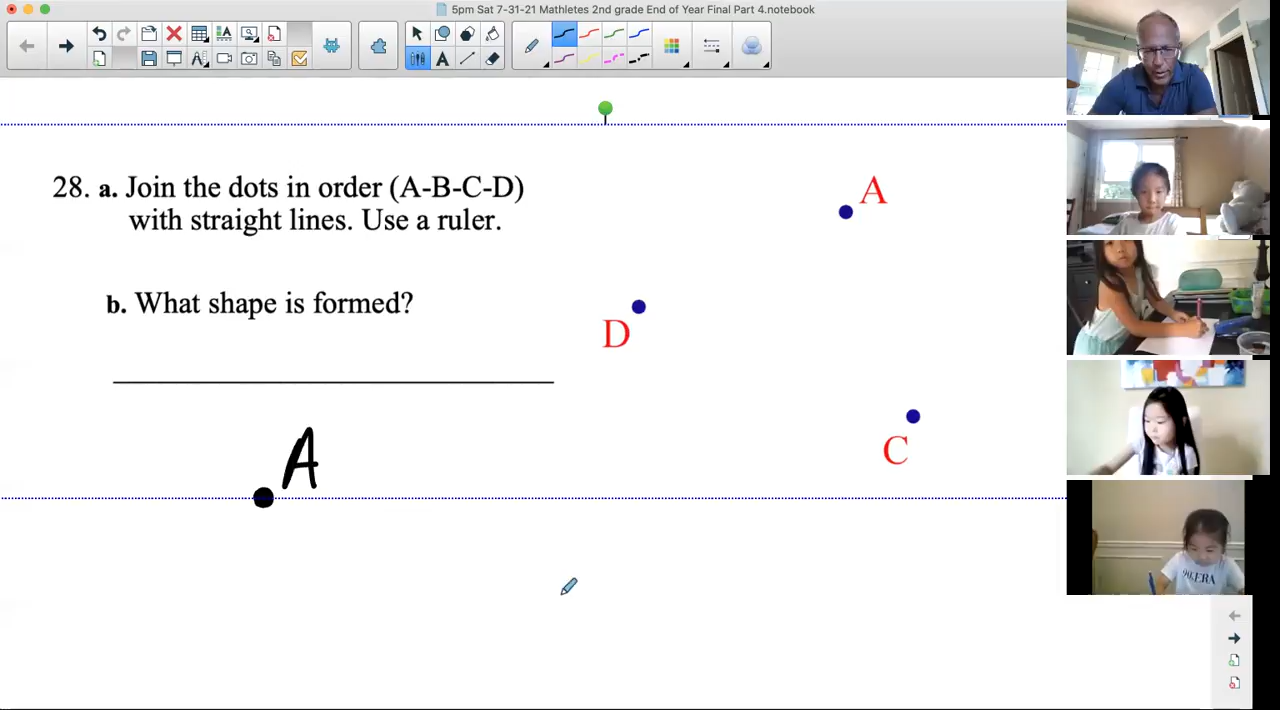 5pm Sat 7-31-21 Mathletes 2nd grade End of Year Final Part 4.notebook
28. a. Join the dots in order (A-B-C-D)
with straight lines. Use a ruler.
b. What shape is formed?
A
D
C
A